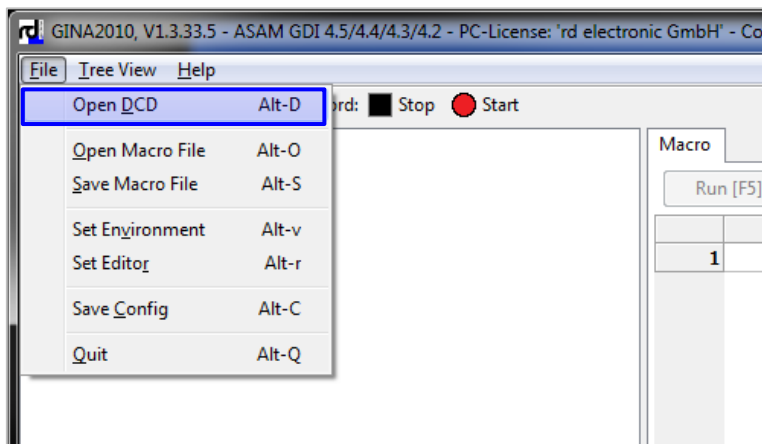 rd GINA2010, V1.3.33.5 - ASAM GDI 4.5/4.4/4.3/4.2 - PC-License: 'rd electronic GmbH' - Co
File Tree View Help
Open DCD Alt-D
Stop Start
Open Macro File Alt-O
Save Macro File Alt-S
Set Environment Alt-v
Set Editor Alt-r
Save Config Alt-C
Quit Alt-Q
Macro
Run [F5]
1